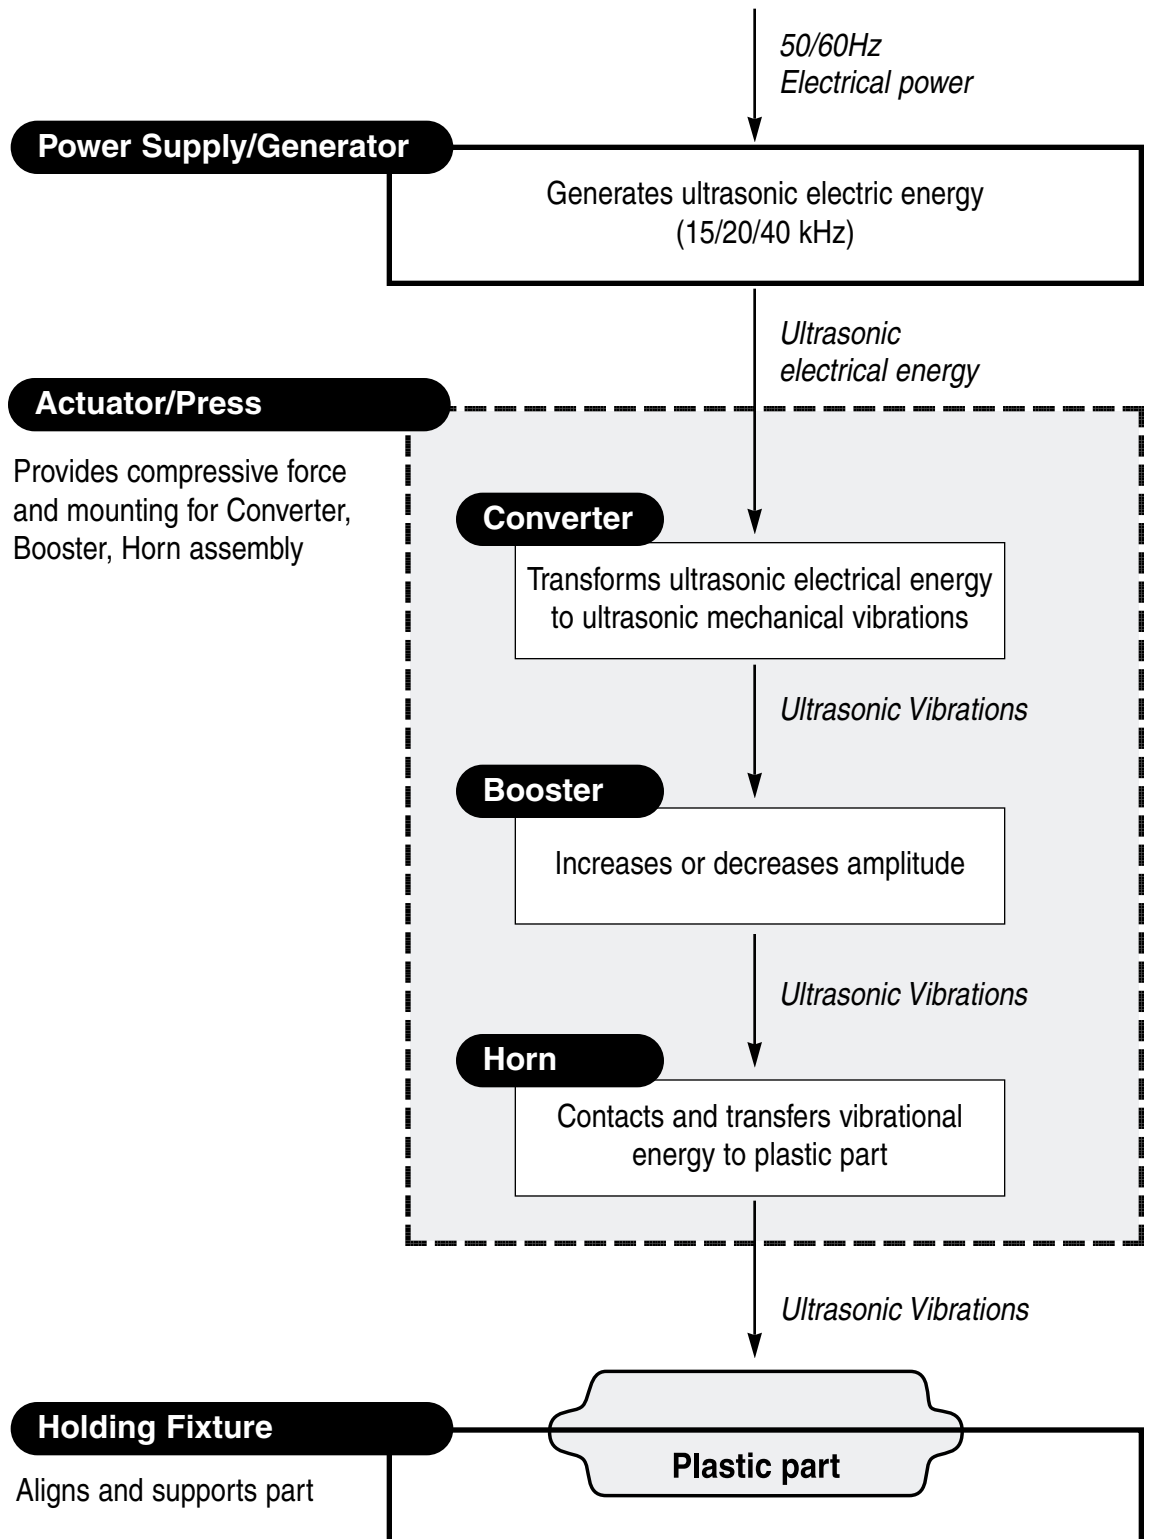 50/60Hz
Electrical power
Power Supply/Generator
Generates ultrasonic electric energy
(15/20/40 kHz)
Ultrasonic
electrical energy
Actuator/Press
Provides compressive force
and mounting for Converter,
Booster, Horn assembly
Converter
Transforms ultrasonic electrical energy
to ultrasonic mechanical vibrations
Ultrasonic Vibrations
Booster
Increases or decreases amplitude
Ultrasonic Vibrations
Horn
Contacts and transfers vibrational
energy to plastic part
Ultrasonic Vibrations
Holding Fixture
Aligns and supports part
Plastic part